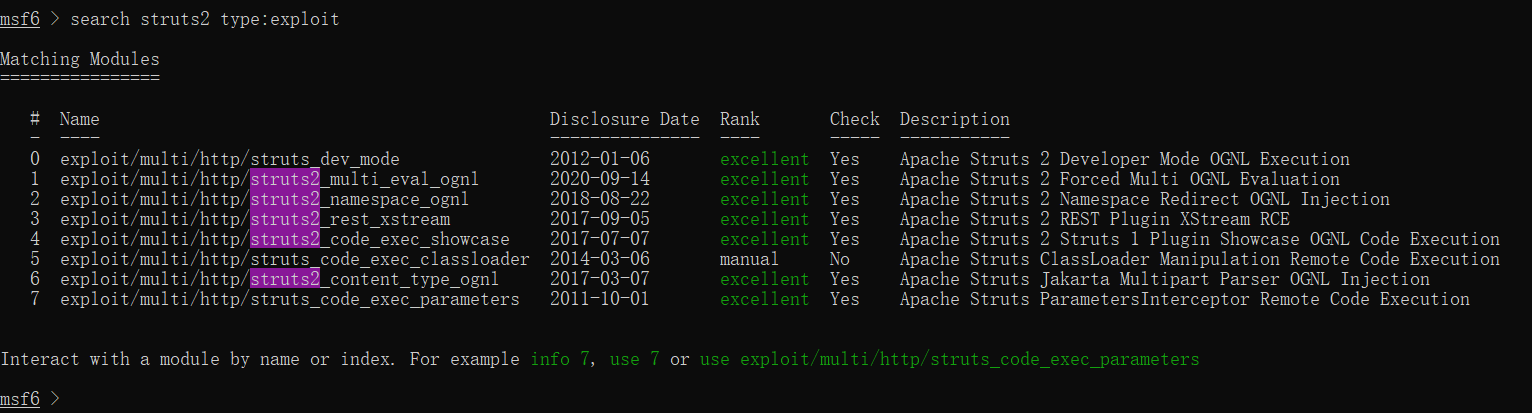 msf6 > search struts2 type:exploit
Matching Modules
================
# Name Disclosure Date Rank Check Description
- ---- --------------- ---- ----- -----------
0 exploit/multi/http/struts_dev_mode 2012-01-06 excellent Yes Apache Struts 2 Developer Mode OGNL Execution
1 exploit/multi/http/struts2_multi_eval_ognl 2020-09-14 excellent Yes Apache Struts 2 Forced Multi OGNL Evaluation
2 exploit/multi/http/struts2_namespace_ognl 2018-08-22 excellent Yes Apache Struts 2 Namespace Redirect OGNL Injection
3 exploit/multi/http/struts2_rest_xstream 2017-09-05 excellent Yes Apache Struts 2 REST Plugin XStream RCE
4 exploit/multi/http/struts2_code_exec_showcase 2017-07-07 excellent Yes Apache Struts 2 Struts 1 Plugin Showcase OGNL Code Execution
5 exploit/multi/http/struts_code_exec_classloader 2014-03-06 manual No Apache Struts ClassLoader Manipulation Remote Code Execution
6 exploit/multi/http/struts2_content_type_ognl 2017-03-07 excellent Yes Apache Struts Jakarta Multipart Parser OGNL Injection
7 exploit/multi/http/struts_code_exec_parameters 2011-10-01 excellent Yes Apache Struts ParametersInterceptor Remote Code Execution
Interact with a module by name or index. For example info 7, use 7 or use exploit/multi/http/struts_code_exec_parameters
msf6 >